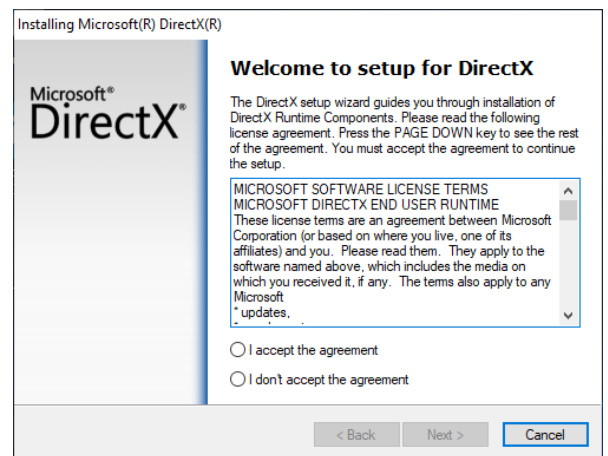 Installing Microsoft(R) DirectX(R)
Microsoft®
DirectX®
Welcome to setup for DirectX
The DirectX setup wizard guides you through installation of
DirectX Runtime Components. Please read the following
license agreement. Press the PAGE DOWN key to see the rest
of the agreement. You must accept the agreement to continue
the setup.
MICROSOFT SOFTWARE LICENSE TERMS
MICROSOFT DIRECTX END USER RUNTIME
These license terms are an agreement between Microsoft
Corporation (or based on where you live, one of its
affiliates) and you.  Please read them.  They apply to the
software named above, which includes the media on
which you received it, if any.  The terms also apply to any
Microsoft
* updates,
I accept the agreement
I don't accept the agreement
< Back
Next >
Cancel